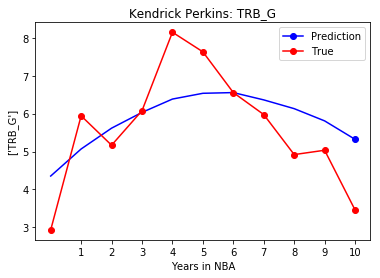 Kendrick Perkins: TRB_G
Prediction
True
8
7
6
5
4
3
['TRB_G']
1 2 3 4 5 6 7 8 9 10
Years in NBA